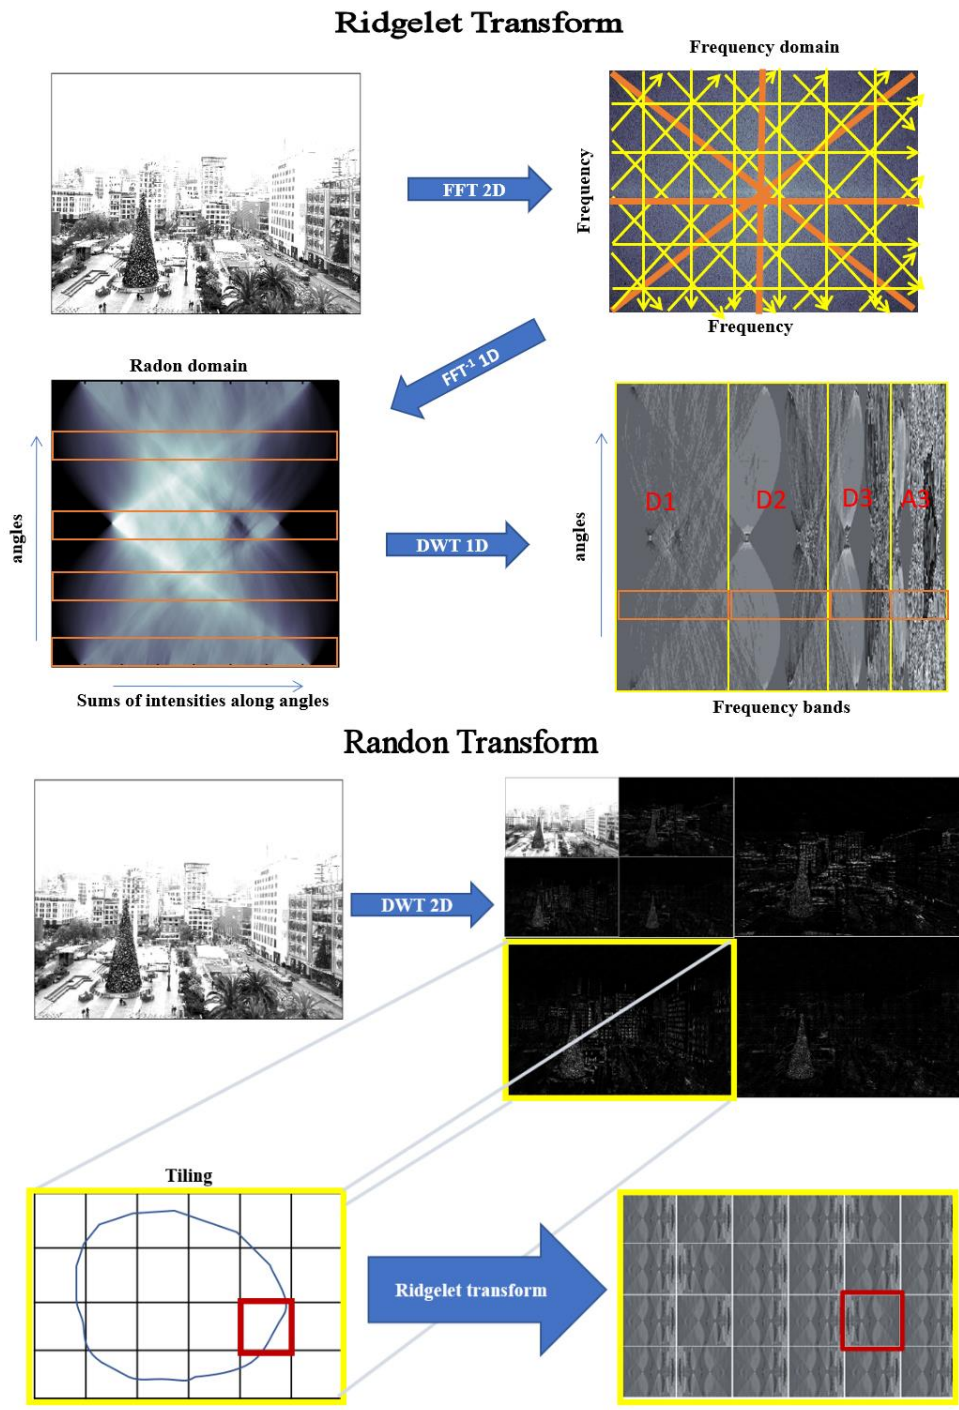 Ridgelet Transform
Frequency domain
FFT 2D
Frequency
Frequency
FFT⁻¹ 1D
Radon domain
angles
Sums of intensities along angles
DWT 1D
angles
D1
D2
D3
A3
Frequency bands
Randon Transform
DWT 2D
Tiling
Ridgelet transform